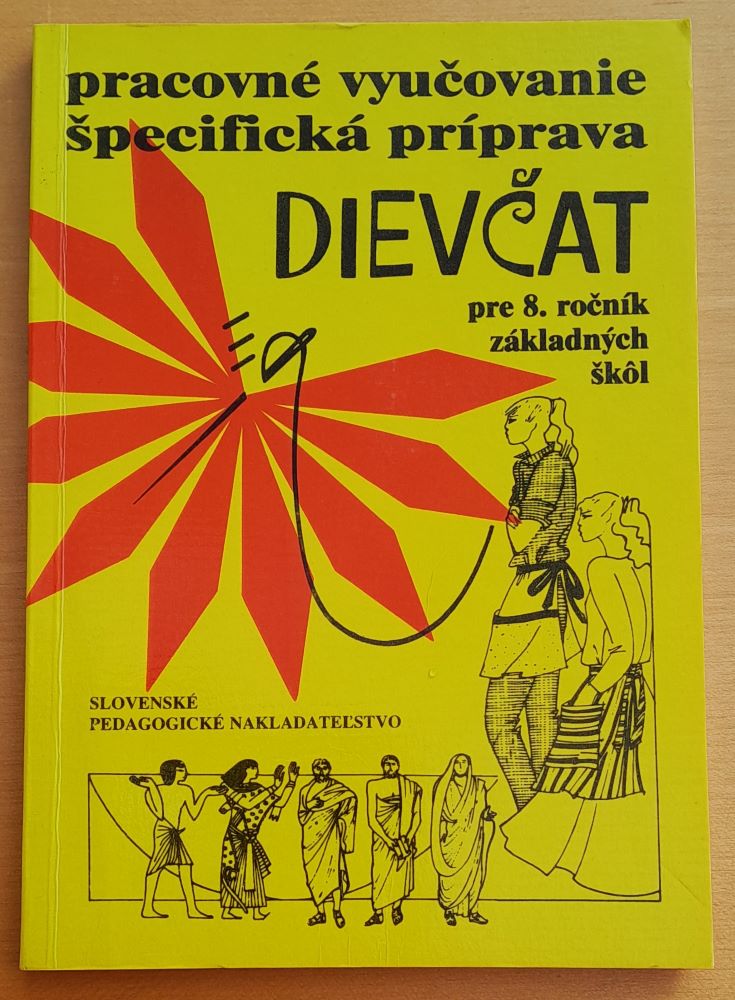 pracovné vyučovanie
špecifická príprava
DIEVČAT
pre 8. ročník
základných
škôl
SLOVENSKÉ
PEDAGOGICKÉ NAKLADATEĽSTVO